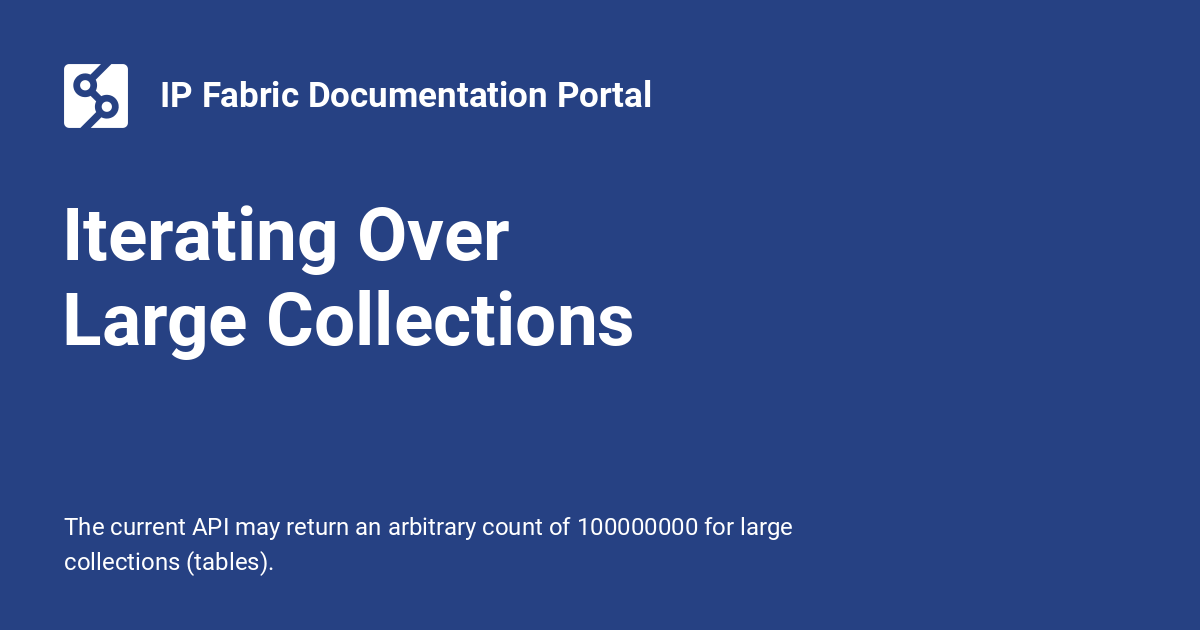 IP Fabric Documentation Portal
Iterating Over
Large Collections
The current API may return an arbitrary count of 100000000 for large
collections (tables).